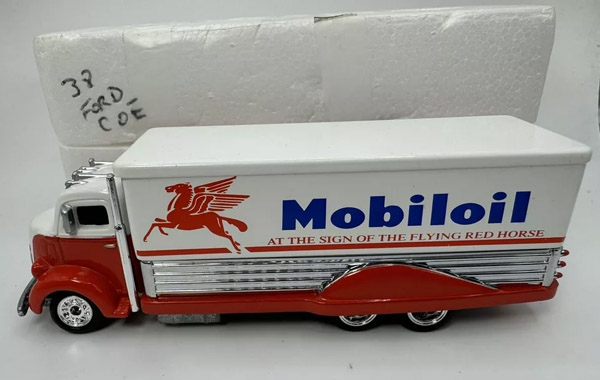 38
FORD
COE
Mobiloil
AT THE SIGN OF THE FLYING RED HORSE